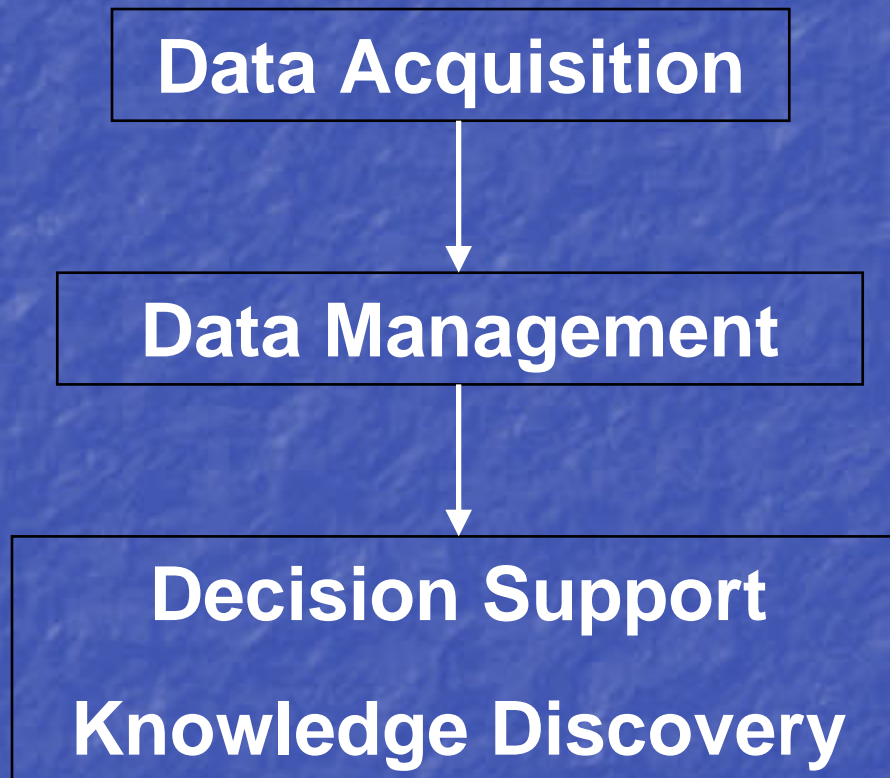 Data Acquisition
Data Management
Decision Support
Knowledge Discovery